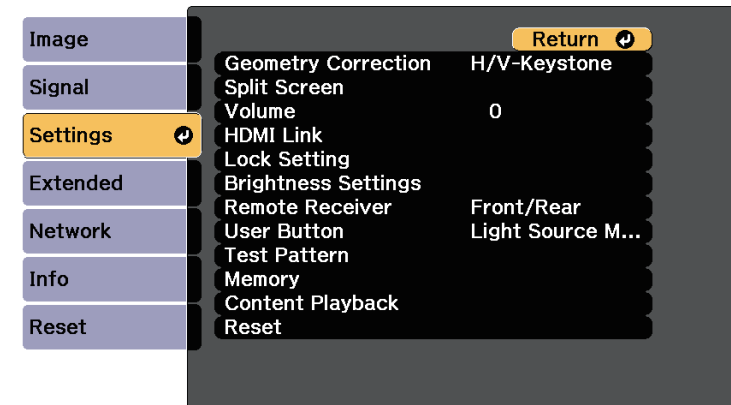 Image
Signal
Settings
Extended
Network
Info
Reset
Return
Geometry Correction H/V-Keystone
Split Screen
Volume 0
HDMI Link
Lock Setting
Brightness Settings
Remote Receiver Front/Rear
User Button Light Source M...
Test Pattern
Memory
Content Playback
Reset